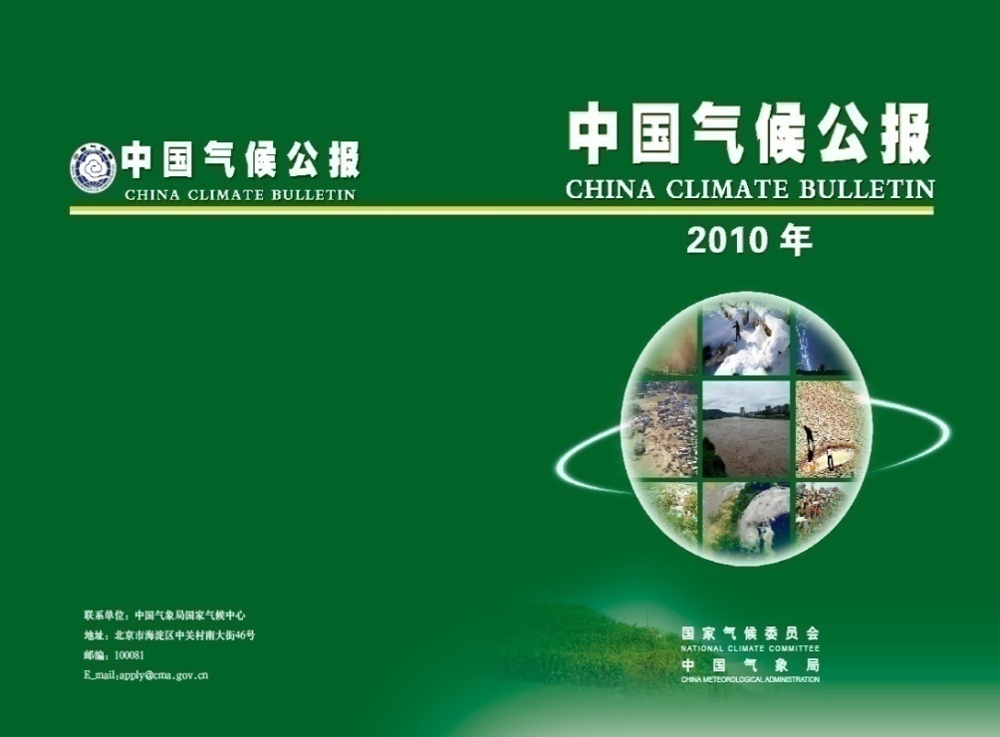 中国气候公报
CHINA CLIMATE BULLETIN
中国气候公报
CHINA CLIMATE BULLETIN
2010 年
联系单位：中国气象局国家气候中心
地址：北京市海淀区中关村南大街46号
邮编：100081
E_mail:apply@cma.gov.cn
国家气候委员会
NATIONAL CLIMATE COMMITTEE
中国气象局
CHINA METEOROLOGICAL ADMINISTRATION